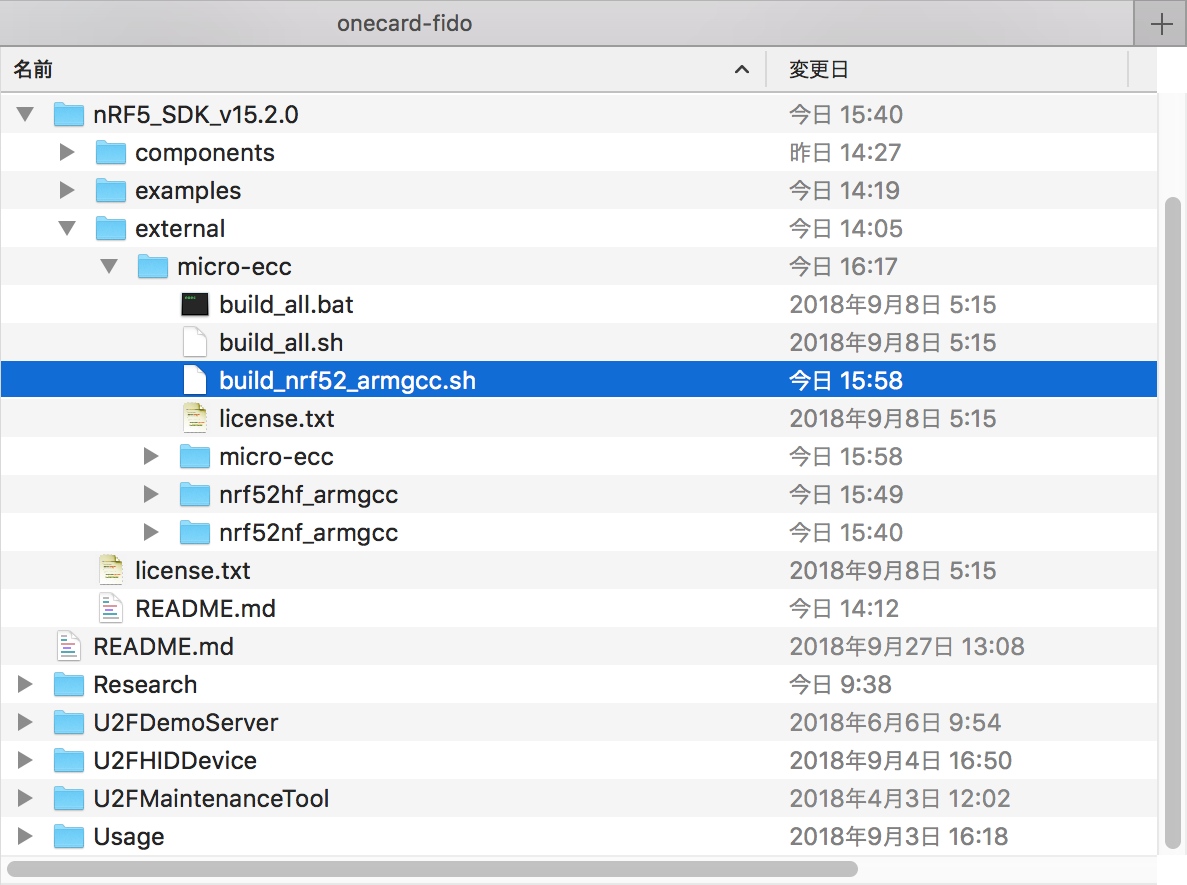 onecard-fido
名前 変更日
nRF5_SDK_v15.2.0 今日 15:40
components 昨日 14:27
examples 今日 14:19
external 今日 14:05
micro-ecc 今日 16:17
build_all.bat 2018年9月8日 5:15
build_all.sh 2018年9月8日 5:15
build_nrf52_armgcc.sh 今日 15:58
license.txt 2018年9月8日 5:15
micro-ecc 今日 15:58
nrf52hf_armgcc 今日 15:49
nrf52nf_armgcc 今日 15:40
license.txt 2018年9月8日 5:15
README.md 今日 14:12
README.md 2018年9月27日 13:08
Research 今日 9:38
U2FDemoServer 2018年6月6日 9:54
U2FHIDDevice 2018年9月4日 16:50
U2FMaintenanceTool 2018年4月3日 12:02
Usage 2018年9月3日 16:18